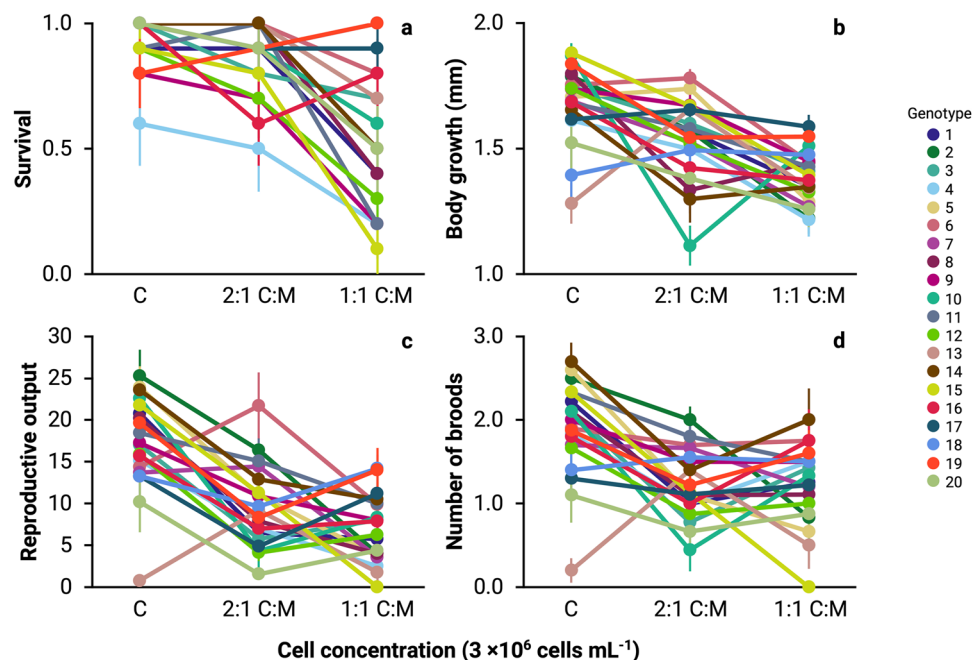 1.0
0.5
0.0
Survival
a
C
2:1 C:M
1:1 C:M
2.0
1.5
1.0
Body growth (mm)
b
C
2:1 C:M
1:1 C:M
30
25
20
15
10
5
0
Reproductive output
c
C
2:1 C:M
1:1 C:M
3.0
2.0
1.0
0.0
Number of broods
d
C
2:1 C:M
1:1 C:M
Cell concentration (3 ×10⁶ cells mL⁻¹)
Genotype
1
2
3
4
5
6
7
8
9
10
11
12
13
14
15
16
17
18
19
20